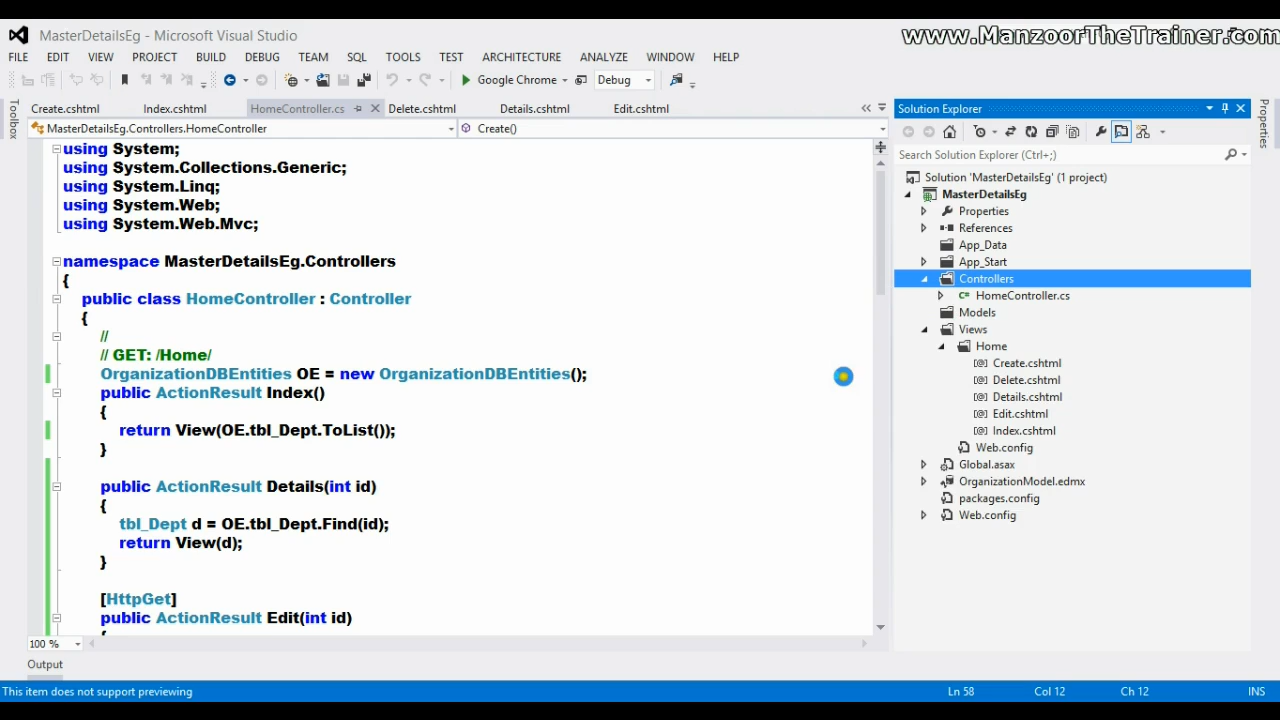 www.ManzoorTheTrainer.com
MasterDetailsEg - Microsoft Visual Studio
FILE EDIT VIEW PROJECT BUILD DEBUG TEAM SQL TOOLS TEST ARCHITECTURE ANALYZE WINDOW HELP
Google Chrome Debug
Toolbox
Create.cshtml Index.cshtml HomeController.cs Delete.cshtml Details.cshtml Edit.cshtml
MasterDetailsEg.Controllers.HomeController Create()
using System;
using System.Collections.Generic;
using System.Linq;
using System.Web;
using System.Web.Mvc;
namespace MasterDetailsEg.Controllers
{
public class HomeController : Controller
{
//
// GET: /Home/
OrganizationDBEntities OE = new OrganizationDBEntities();
public ActionResult Index()
{
return View(OE.tbl_Dept.ToList());
}
public ActionResult Details(int id)
{
tbl_Dept d = OE.tbl_Dept.Find(id);
return View(d);
}
[HttpGet]
public ActionResult Edit(int id)
{
100 %
Output
Solution Explorer
Search Solution Explorer (Ctrl+;)
Solution 'MasterDetailsEg' (1 project)
MasterDetailsEg
Properties
References
App_Data
App_Start
Controllers
C# HomeController.cs
Models
Views
Home
[@] Create.cshtml
[@] Delete.cshtml
[@] Details.cshtml
[@] Edit.cshtml
[@] Index.cshtml
Web.config
Global.asax
OrganizationModel.edmx
packages.config
Web.config
Properties
This item does not support previewing Ln 58 Col 12 Ch 12 INS